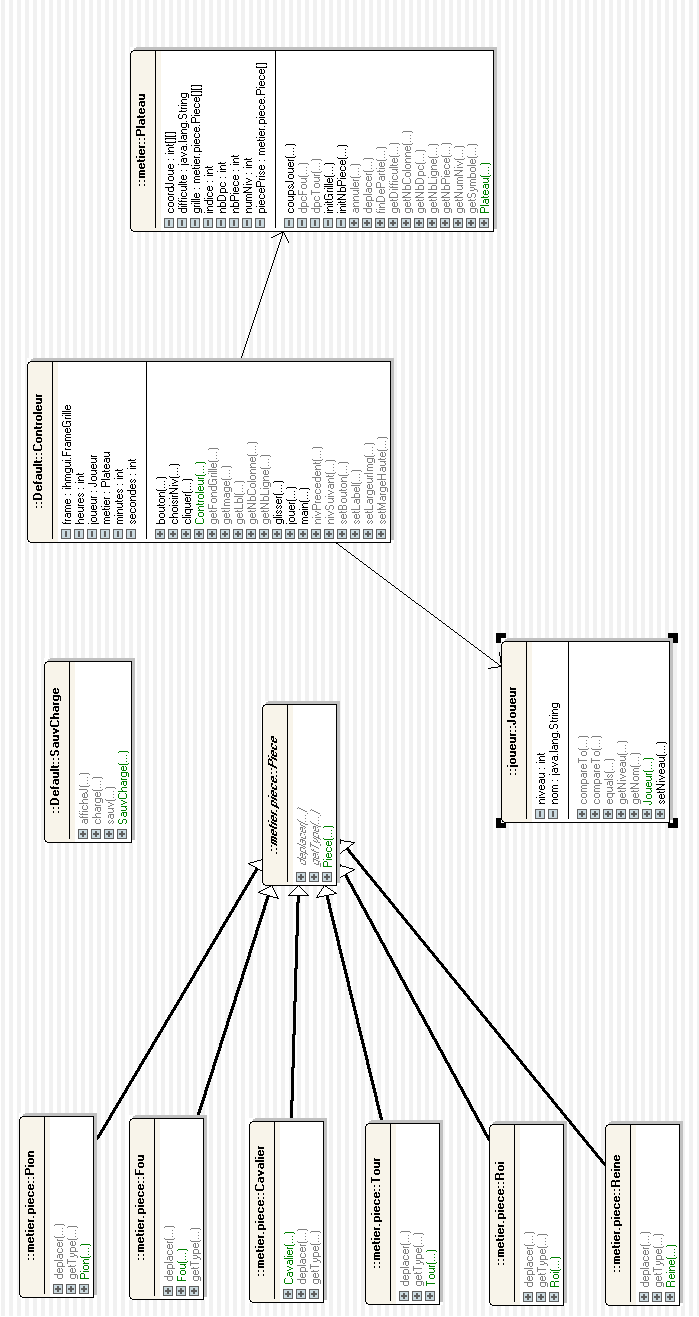 ::metier.piece::Pion
deplacer(...)
getType(...)
Pion(...)
::metier.piece::Fou
deplacer(...)
Fou(...)
getType(...)
::metier.piece::Cavalier
Cavalier(...)
deplacer(...)
getType(...)
::metier.piece::Tour
deplacer(...)
getType(...)
Tour(...)
::metier.piece::Roi
deplacer(...)
getType(...)
Roi(...)
::metier.piece::Reine
deplacer(...)
getType(...)
Reine(...)
::Default::SauvCharge
afficheJ(...)
charge(...)
sauv(...)
SauvCharge(...)
::metier.piece::Piece
deplacer(...)
getType(...)
Piece(...)
::joueur::Joueur
niveau : int
nom : java.lang.String
compareTo(...)
compareTo(...)
equals(...)
getNiveau(...)
getNom(...)
Joueur(...)
setNiveau(...)
::Default::Controleur
frame : ihmgui.FrameGrille
heures : int
joueur : Joueur
metier : Plateau
minutes : int
secondes : int
bouton(...)
choisirNiv(...)
cliquer(...)
Controleur(...)
getFondGrille(...)
getImage(...)
getLbl(...)
getNbColonne(...)
getNbLigne(...)
glisser(...)
jouer(...)
main(...)
nivPrecedent(...)
nivSuivant(...)
setBouton(...)
setLabel(...)
setLargeurImg(...)
setMargeHaute(...)
::metier::Plateau
coordJoue : int[][]
difficulte : java.lang.String
grille : metier.piece.Piece[][]
indice : int
nbDpc : int
nbPiece : int
numNiv : int
piecePrise : metier.piece.Piece[]
coupsJouer(...)
dpcFou(...)
dpcTour(...)
initGrille(...)
initNbPiece(...)
annuler(...)
deplacer(...)
finDePartie(...)
getDifficulte(...)
getNbColonne(...)
getNbDpc(...)
getNbLigne(...)
getNbPiece(...)
getNumNiv(...)
getSymbole(...)
Plateau(...)